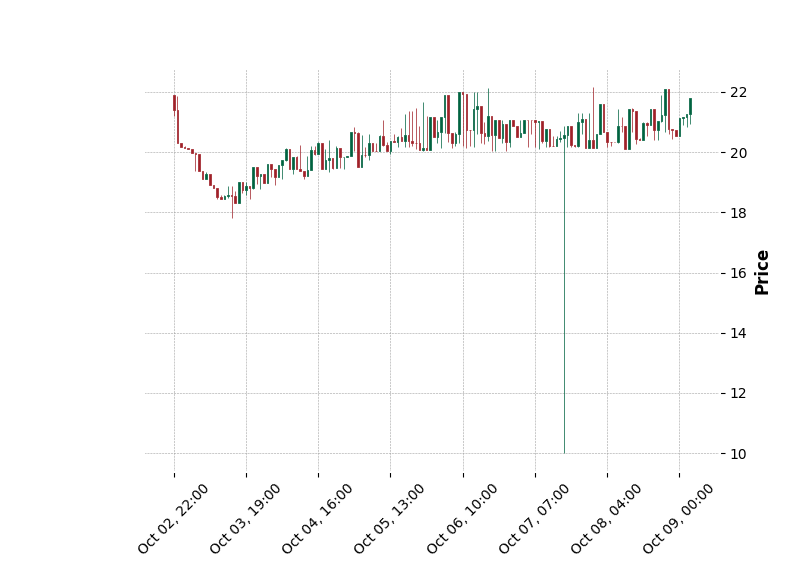 22
20
18
16
14
12
10
Price
Oct 02, 22:00
Oct 03, 19:00
Oct 04, 16:00
Oct 05, 13:00
Oct 06, 10:00
Oct 07, 07:00
Oct 08, 04:00
Oct 09, 00:00